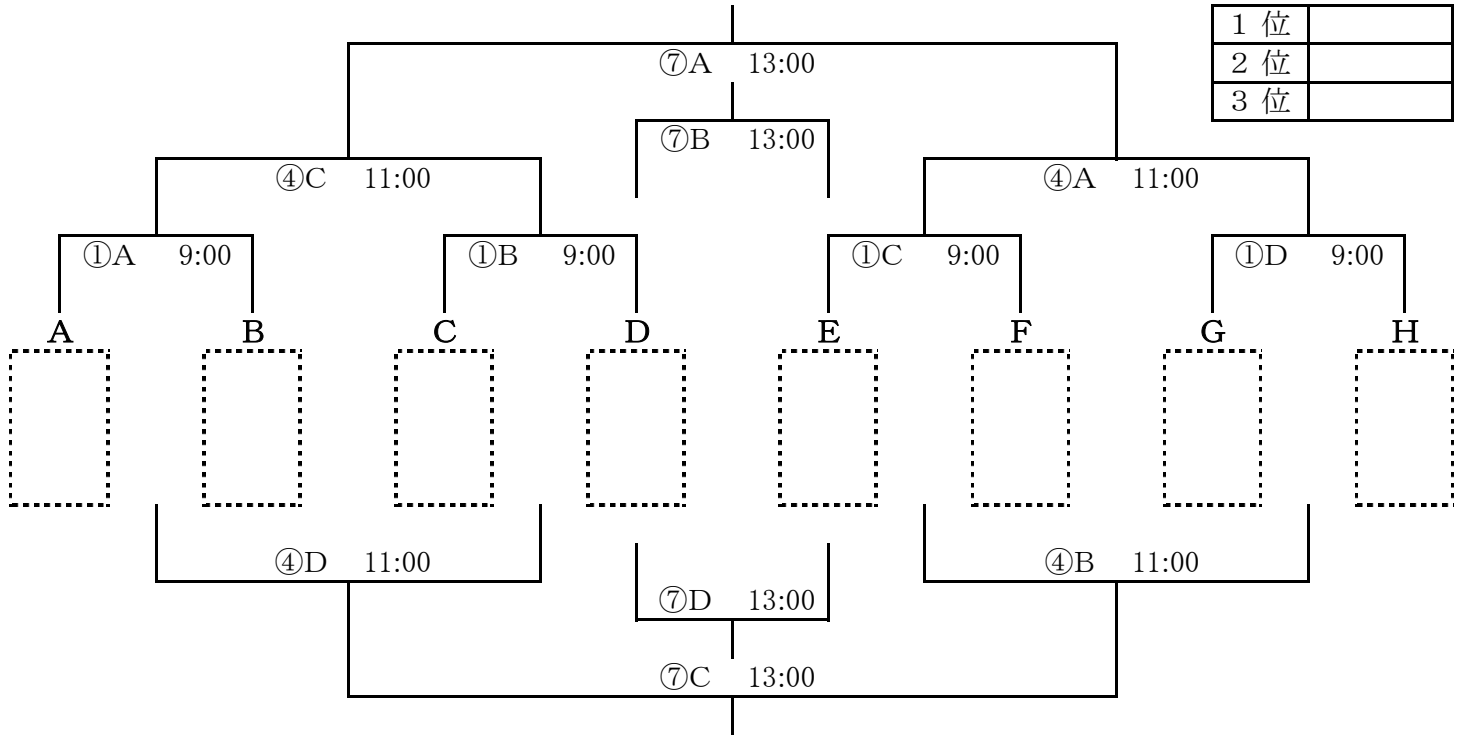 1 位
2 位
3 位
⑦A 13:00
⑦B 13:00
④C 11:00
④A 11:00
①A 9:00
①B 9:00
①C 9:00
①D 9:00
A B C D E F G H
④D 11:00
④B 11:00
⑦D 13:00
⑦C 13:00